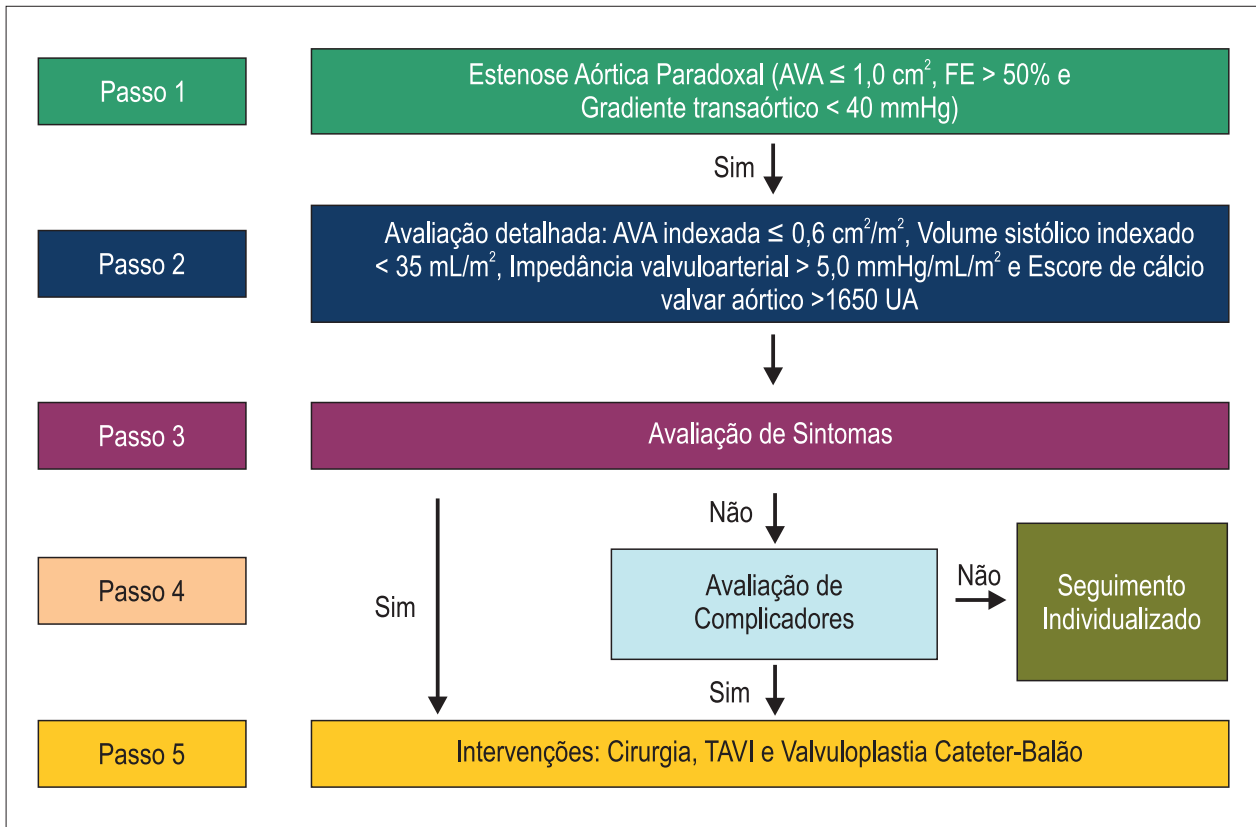 Passo 1
Estenose Aórtica Paradoxal (AVA ≤ 1,0 cm², FE > 50% e
Gradiente transaórtico < 40 mmHg)
Sim
Passo 2
Avaliação detalhada: AVA indexada ≤ 0,6 cm²/m², Volume sistólico indexado
< 35 mL/m², Impedância valvuloarterial > 5,0 mmHg/mL/m² e Escore de cálcio
valvar aórtico >1650 UA
Passo 3
Avaliação de Sintomas
Não
Passo 4
Sim
Avaliação de
Complicadores
Não
Seguimento
Individualizado
Sim
Passo 5
Intervenções: Cirurgia, TAVI e Valvuloplastia Cateter-Balão